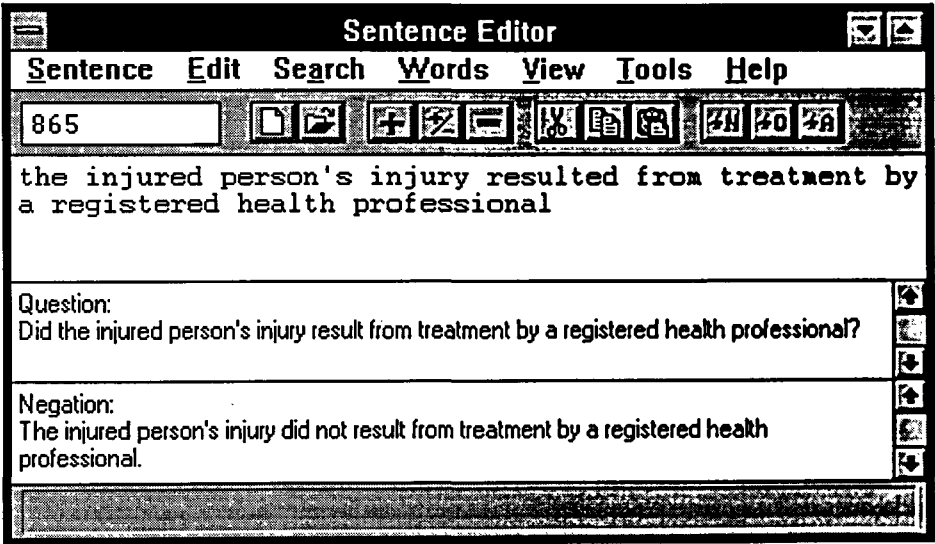 Sentence Editor
Sentence Edit Search Words View Tools Help
865
the injured person's injury resulted from treatment by
a registered health professional
Question:
Did the injured person's injury result from treatment by a registered health professional?
Negation:
The injured person's injury did not result from treatment by a registered health
professional.